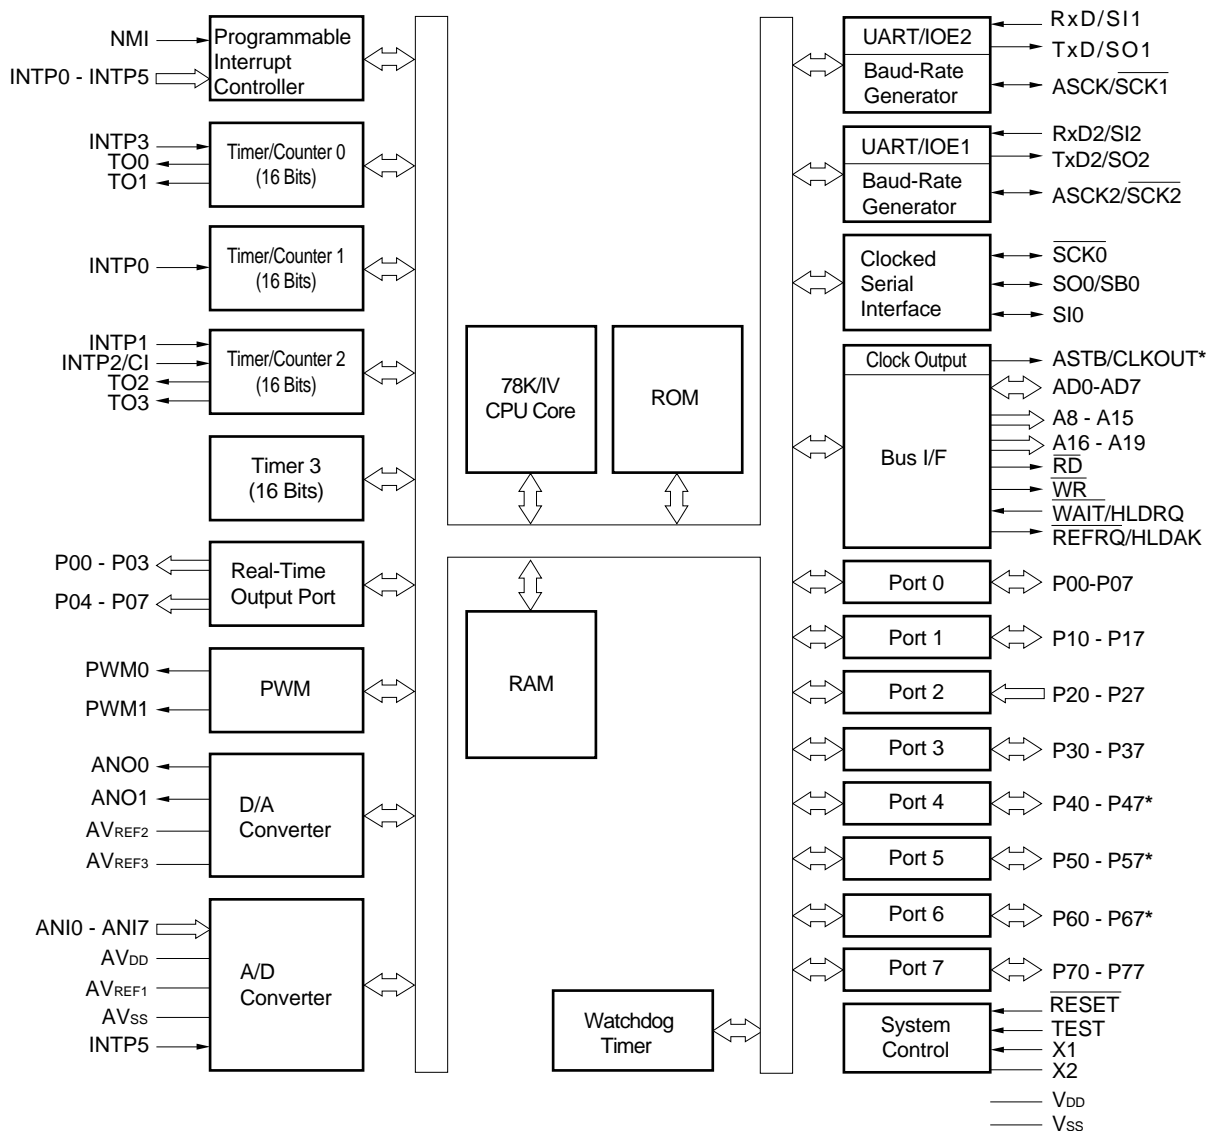 NMI
INTP0 - INTP5
Programmable
Interrupt
Controller
INTP3
TO0
TO1
Timer/Counter 0
(16 Bits)
INTP0
Timer/Counter 1
(16 Bits)
INTP1
INTP2/CI
TO2
TO3
Timer/Counter 2
(16 Bits)
Timer 3
(16 Bits)
P00 - P03
P04 - P07
Real-Time
Output Port
PWM0
PWM1
PWM
ANO0
ANO1
AVREF2
AVREF3
D/A
Converter
ANI0 - ANI7
AVDD
AVREF1
AVSS
INTP5
A/D
Converter
78K/IV
CPU Core
ROM
RAM
Watchdog
Timer
UART/IOE2
Baud-Rate
Generator
RxD/SI1
TxD/SO1
ASCK/SCK1
UART/IOE1
Baud-Rate
Generator
RxD2/SI2
TxD2/SO2
ASCK2/SCK2
Clocked
Serial
Interface
SCK0
SO0/SB0
SI0
Clock Output
Bus I/F
ASTB/CLKOUT*
AD0-AD7
A8 - A15
A16 - A19
RD
WR
WAIT/HLDRQ
REFRQ/HLDAK
Port 0
P00-P07
Port 1
P10 - P17
Port 2
P20 - P27
Port 3
P30 - P37
Port 4
P40 - P47*
Port 5
P50 - P57*
Port 6
P60 - P67*
Port 7
P70 - P77
System
Control
RESET
TEST
X1
X2
VDD
VSS